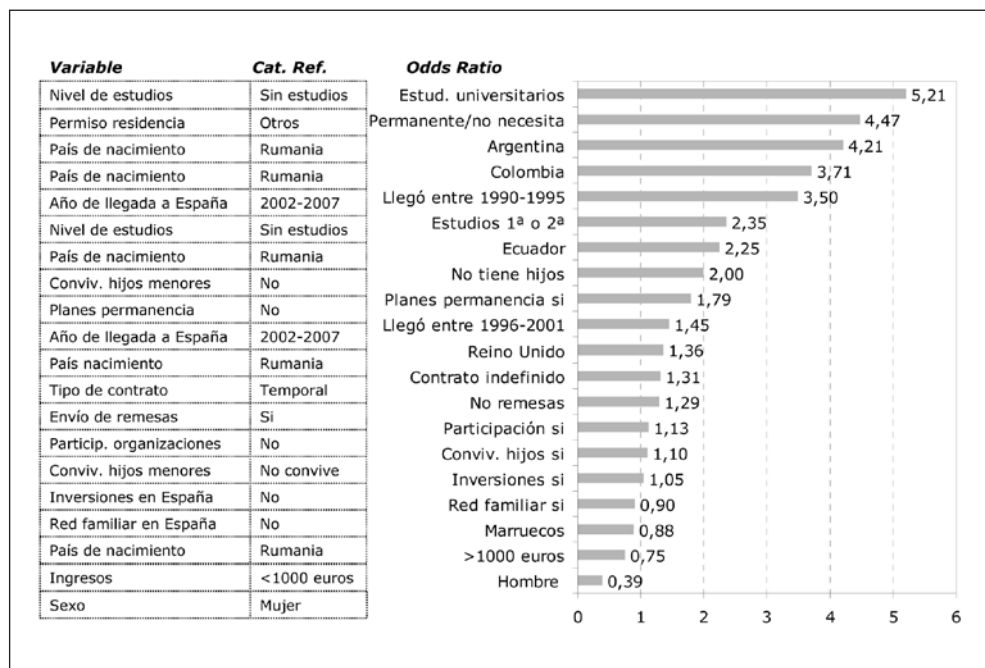 Variable Cat. Ref. Odds Ratio
Nivel de estudios Sin estudios Estud. universitarios 5,21
Permiso residencia Otros Permanente/no necesita 4,47
País de nacimiento Rumania Argentina 4,21
País de nacimiento Rumania Colombia 3,71
Año de llegada a España 2002-2007 Llegó entre 1990-1995 3,50
Nivel de estudios Sin estudios Estudios 1ª o 2ª 2,35
País de nacimiento Rumania Ecuador 2,25
Conviv. hijos menores No No tiene hijos 2,00
Planes permanencia No Planes permanencia si 1,79
Año de llegada a España 2002-2007 Llegó entre 1996-2001 1,45
País nacimiento Rumania Reino Unido 1,36
Tipo de contrato Temporal Contrato indefinido 1,31
Envío de remesas Si No remesas 1,29
Particip. organizaciones No Participación si 1,13
Conviv. hijos menores No convive Conviv. hijos si 1,10
Inversiones en España No Inversiones si 1,05
Red familiar en España No Red familiar si 0,90
País de nacimiento Rumania Marruecos 0,88
Ingresos <1000 euros >1000 euros 0,75
Sexo Mujer Hombre 0,39
0 1 2 3 4 5 6